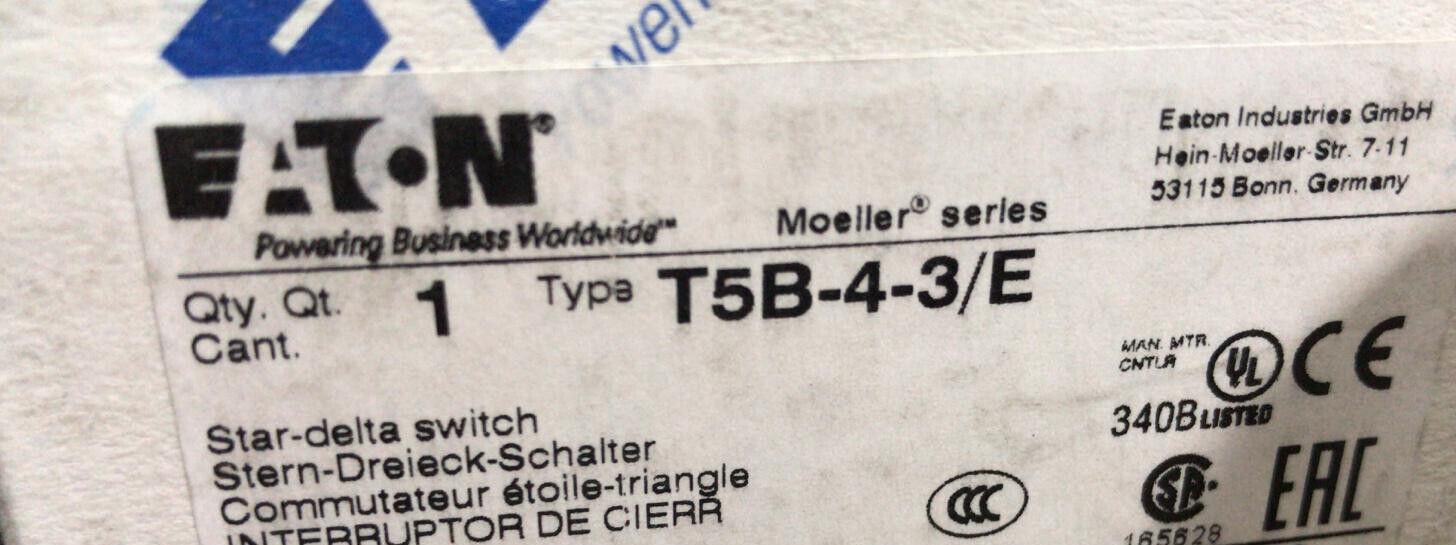 EATON®
Powering Business Worldwide™
Moeller® series
Eaton Industries GmbH
Hein-Moeller-Str. 7-11
53115 Bonn. Germany
Qty. Qt.
Cant.
1
Type T5B-4-3/E
MAN. MTR.
CNTLR
UL
CE
340B LISTED
Star-delta switch
Stern-Dreieck-Schalter
Commutateur étoile-triangle
INTERRUPTOR DE CIERR
CCC
SA
EAC
165628